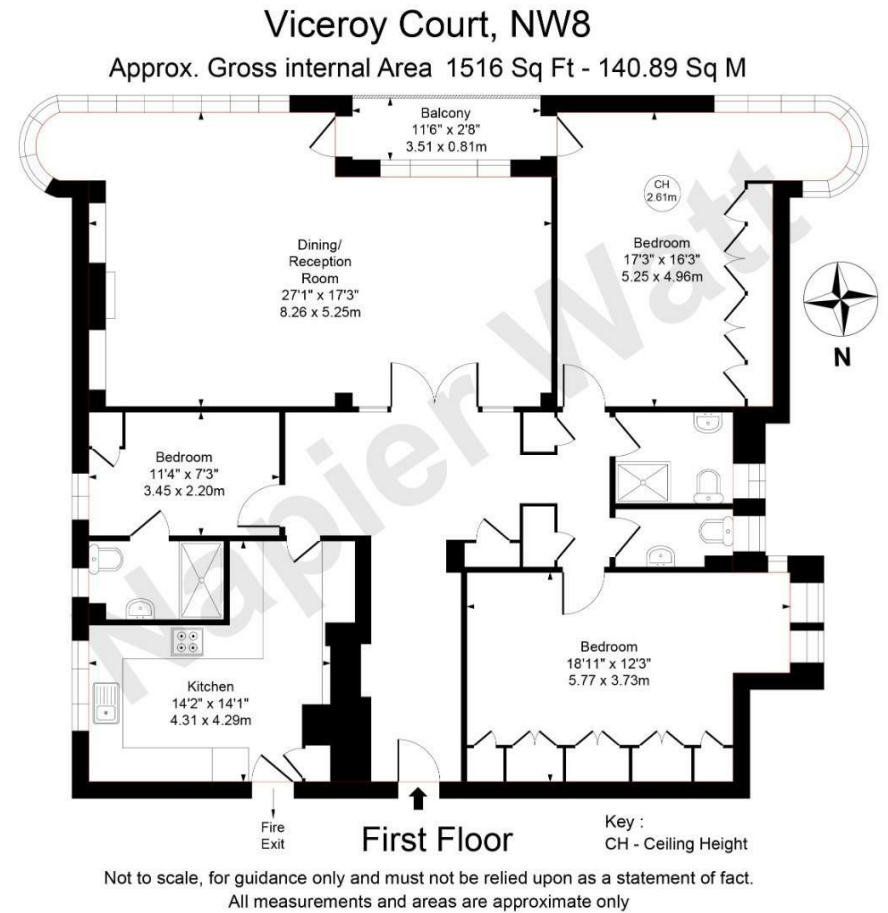 Viceroy Court, NW8
Approx. Gross internal Area 1516 Sq Ft - 140.89 Sq M
Balcony
11'6" x 2'8"
3.51 x 0.81m
CH
2.61m
Dining/
Reception
Room
27'1" x 17'3"
8.26 x 5.25m
Bedroom
17'3" x 16'3"
5.25 x 4.96m
N
Bedroom
11'4" x 7'3"
3.45 x 2.20m
Napier Watt
Kitchen
14'2" x 14'1"
4.31 x 4.29m
Bedroom
18'11" x 12'3"
5.77 x 3.73m
Fire
Exit
First Floor
Key :
CH - Ceiling Height
Not to scale, for guidance only and must not be relied upon as a statement of fact.
All measurements and areas are approximate only